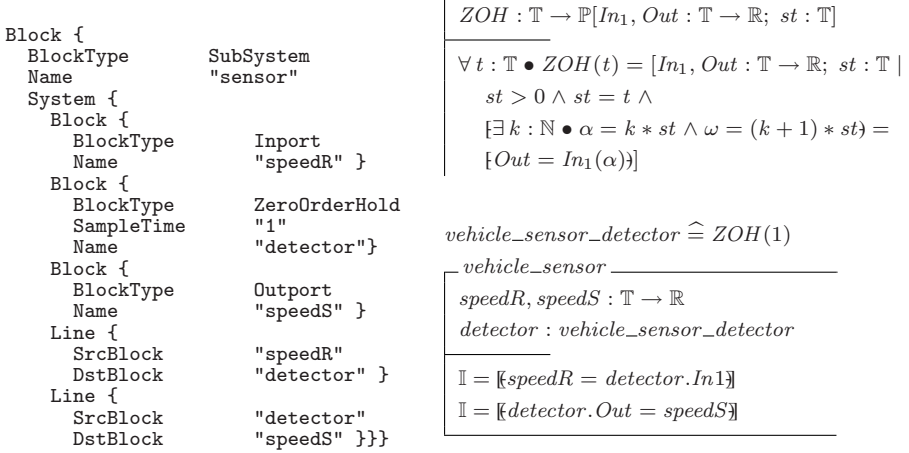 Block {
  BlockType SubSystem
  Name "sensor"
  System {
    Block {
      BlockType Inport
      Name "speedR" }
    Block {
      BlockType ZeroOrderHold
      SampleTime "1"
      Name "detector"}
    Block {
      BlockType Outport
      Name "speedS" }
    Line {
      SrcBlock "speedR"
      DstBlock "detector" }
    Line {
      SrcBlock "detector"
      DstBlock "speedS" }}}
ZOH : 𝕋 → ℙ[In₁, Out : 𝕋 → ℝ; st : 𝕋]
∀ t : 𝕋 • ZOH(t) = [In₁, Out : 𝕋 → ℝ; st : 𝕋 |
st > 0 ∧ st = t ∧
⦗∃ k : ℕ • α = k ∗ st ∧ ω = (k + 1) ∗ st⦘ =
⦗Out = In₁(α)⦘]
vehicle_sensor_detector ≙ ZOH(1)
vehicle_sensor
speedR, speedS : 𝕋 → ℝ
detector : vehicle_sensor_detector
𝕀 = ⦗speedR = detector.In1⦘
𝕀 = ⦗detector.Out = speedS⦘